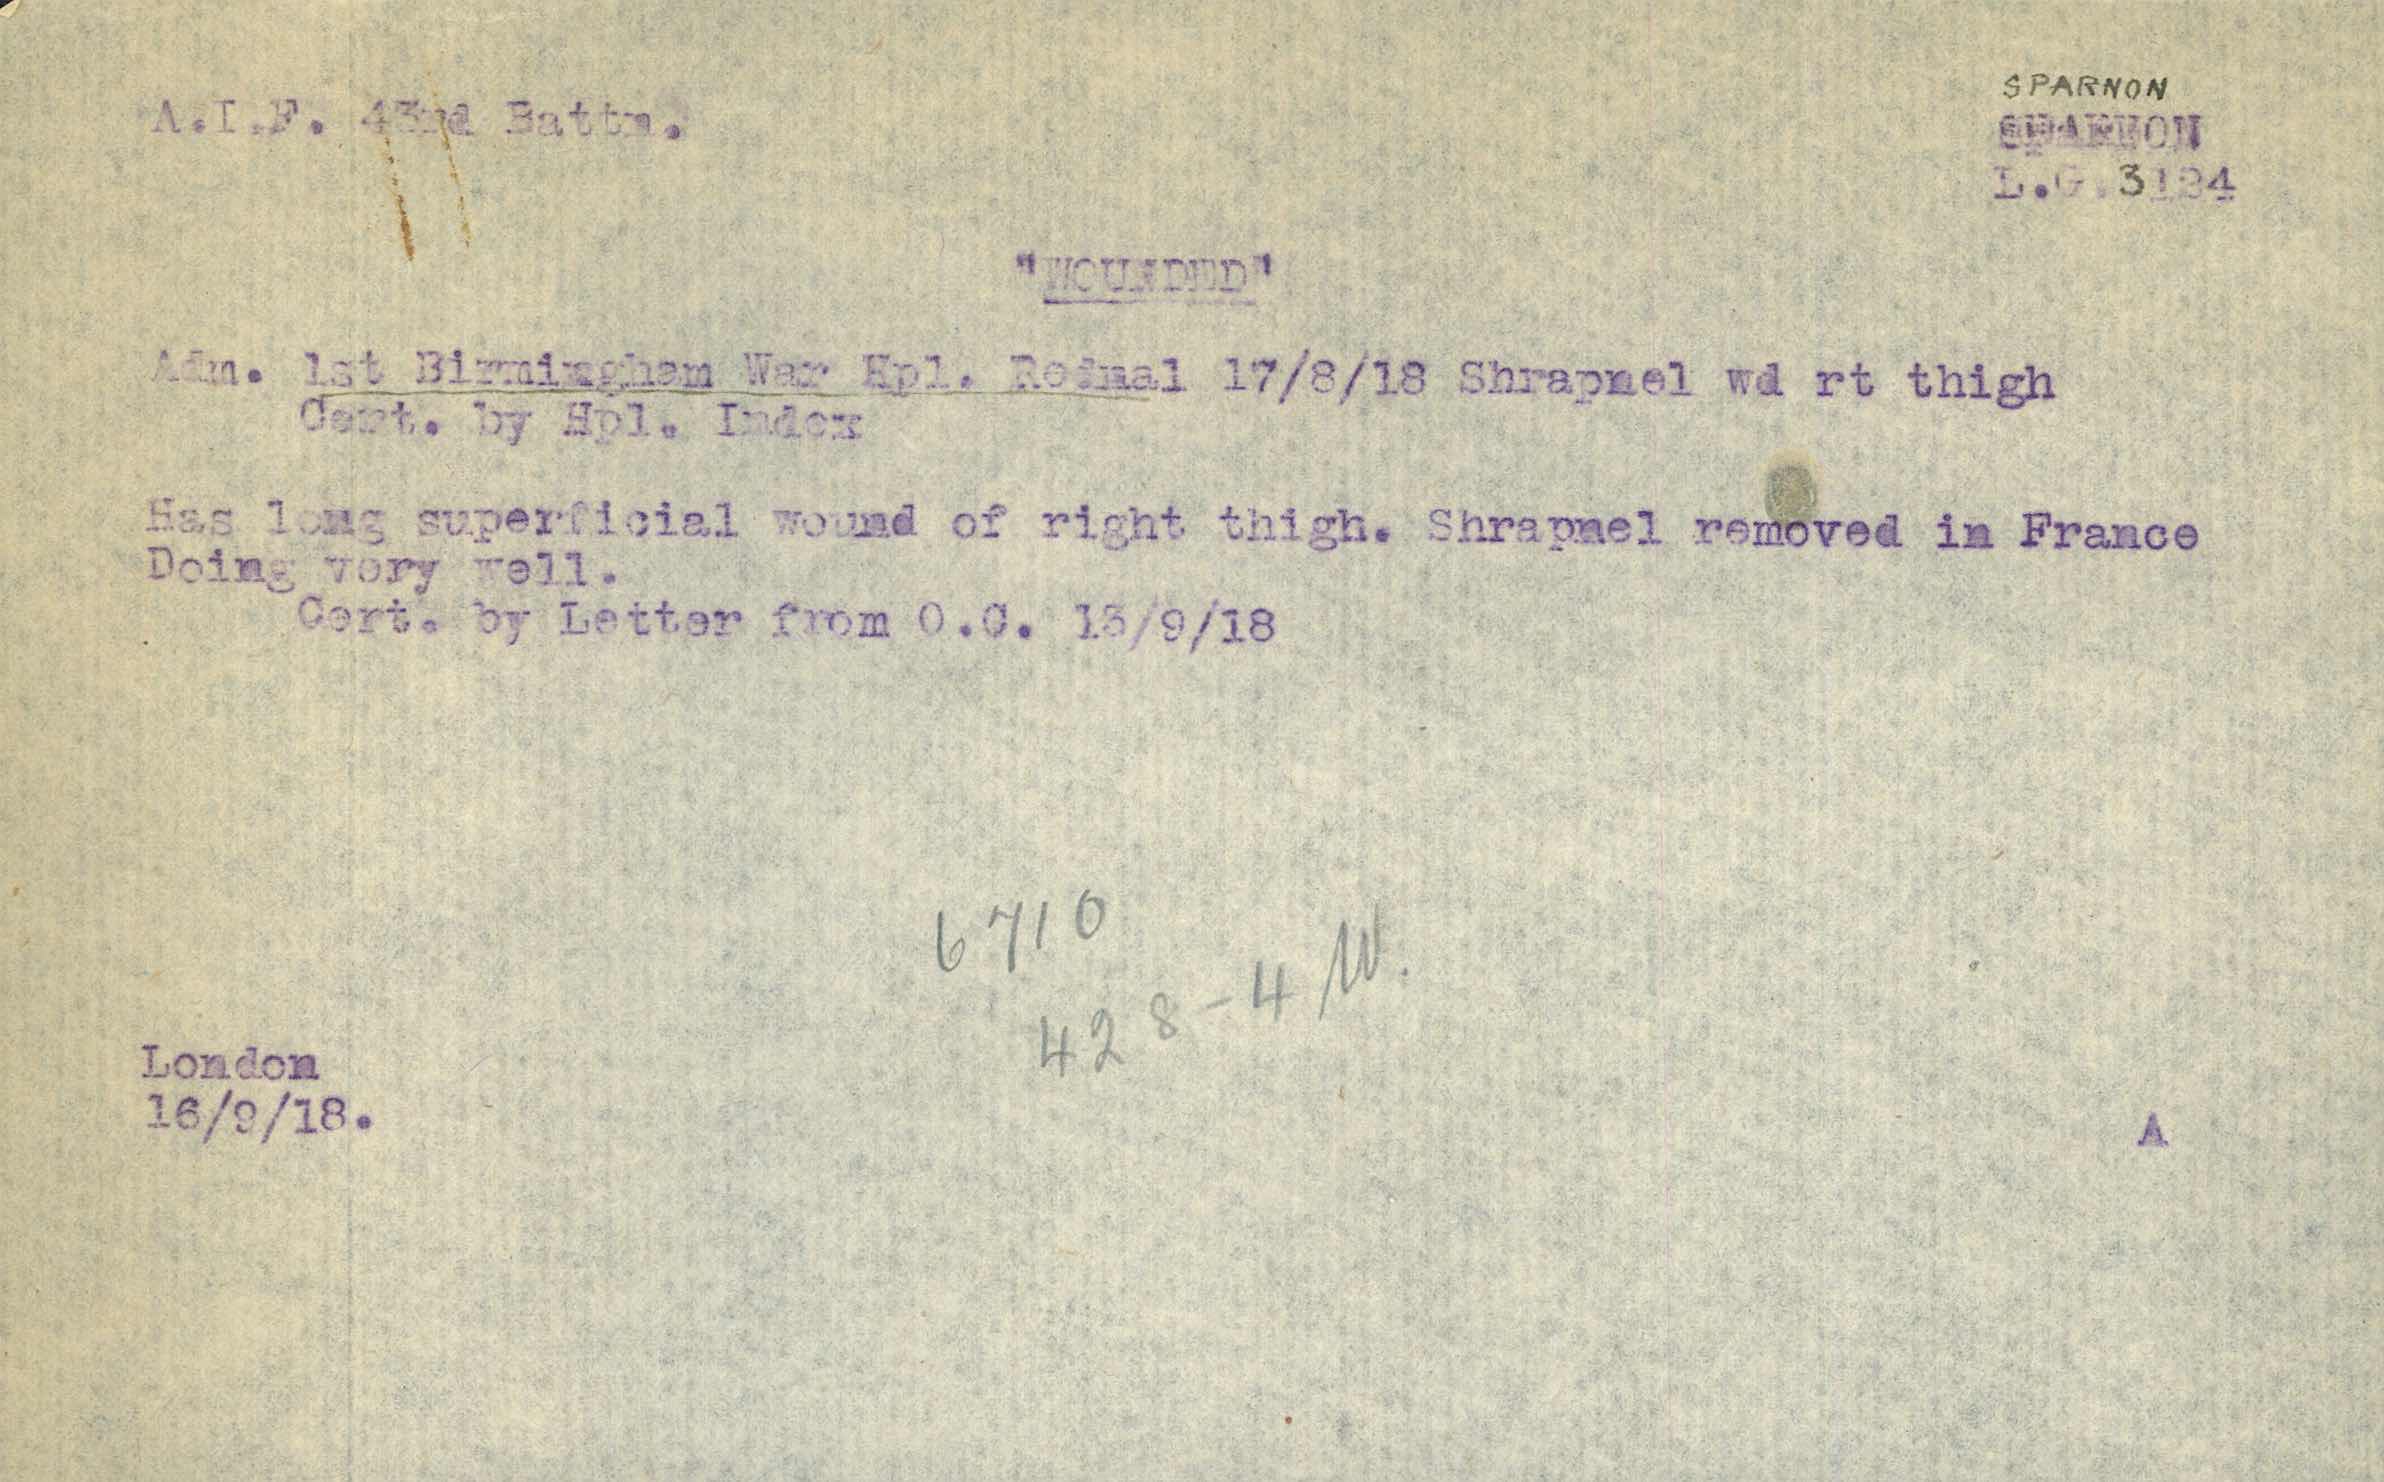 SPARNON
A.I.F. 43rd Battn.
SPARNON
L.G. 3124
"WOUNDED"
Adm. 1st Birmingham War Hpl. 17/8/18 Shrapnel wd rt thigh
Cert. by Hpl. Index
Has long superficial wound of right thigh. Shrapnel removed in France
Doing very well.
Cert. by Letter from O.C. 13/9/18
6710
428-4 W.
London
16/9/18.
A